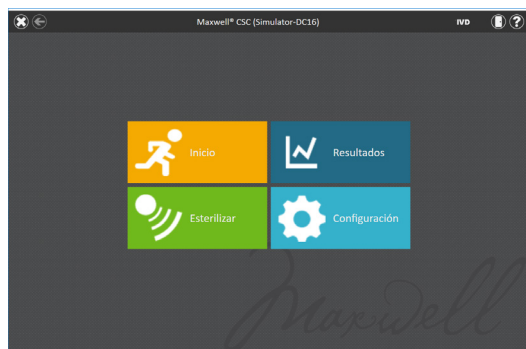 Maxwell® CSC (Simulator-DC16)
IVD
?
Inicio
Resultados
Esterilizar
Configuración
Maxwell